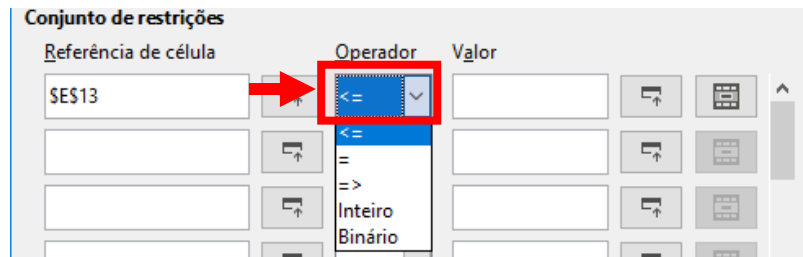 Conjunto de restrições
Referência de célula Operador Valor
$E$13 <=
<=
=
=>
Inteiro
Binário